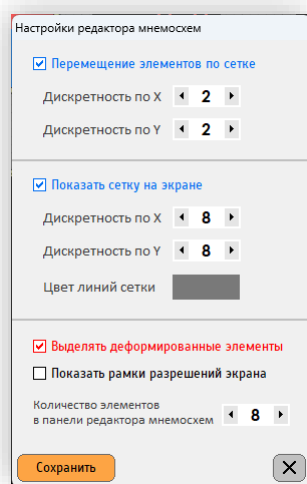 Настройки редактора мнемосхем
Перемещение элементов по сетке
Дискретность по X 2
Дискретность по Y 2
Показать сетку на экране
Дискретность по X 8
Дискретность по Y 8
Цвет линий сетки
Выделять деформированные элементы
Показать рамки разрешений экрана
Количество элементов
в панели редактора мнемосхем 8
Сохранить